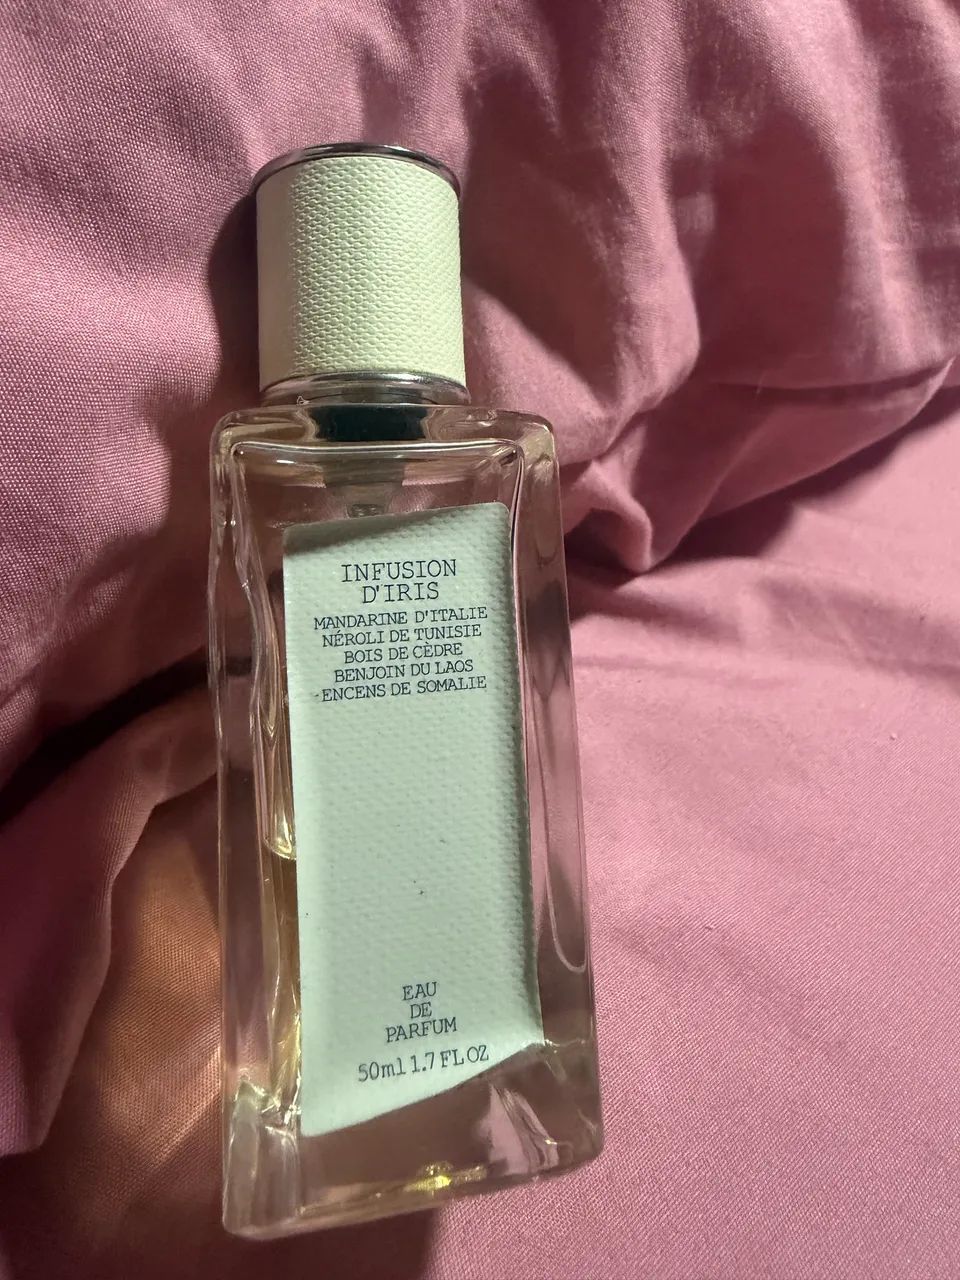 INFUSION
D'IRIS
MANDARINE D'ITALIE
NÉROLI DE TUNISIE
BOIS DE CÈDRE
BENJOIN DU LAOS
ENCENS DE SOMALIE
EAU
DE
PARFUM
50ml 1.7 FL OZ